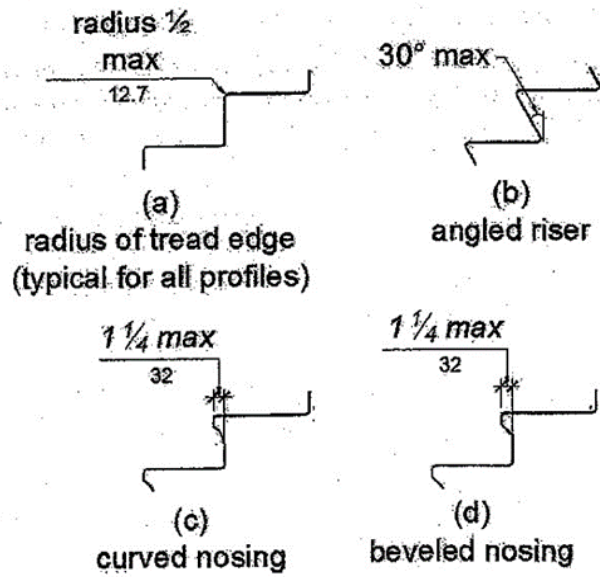 radius ½
max
12.7
(a)
radius of tread edge
(typical for all profiles)
30° max
(b)
angled riser
1 ¼ max
32
(c)
curved nosing
1 ¼ max
32
(d)
beveled nosing